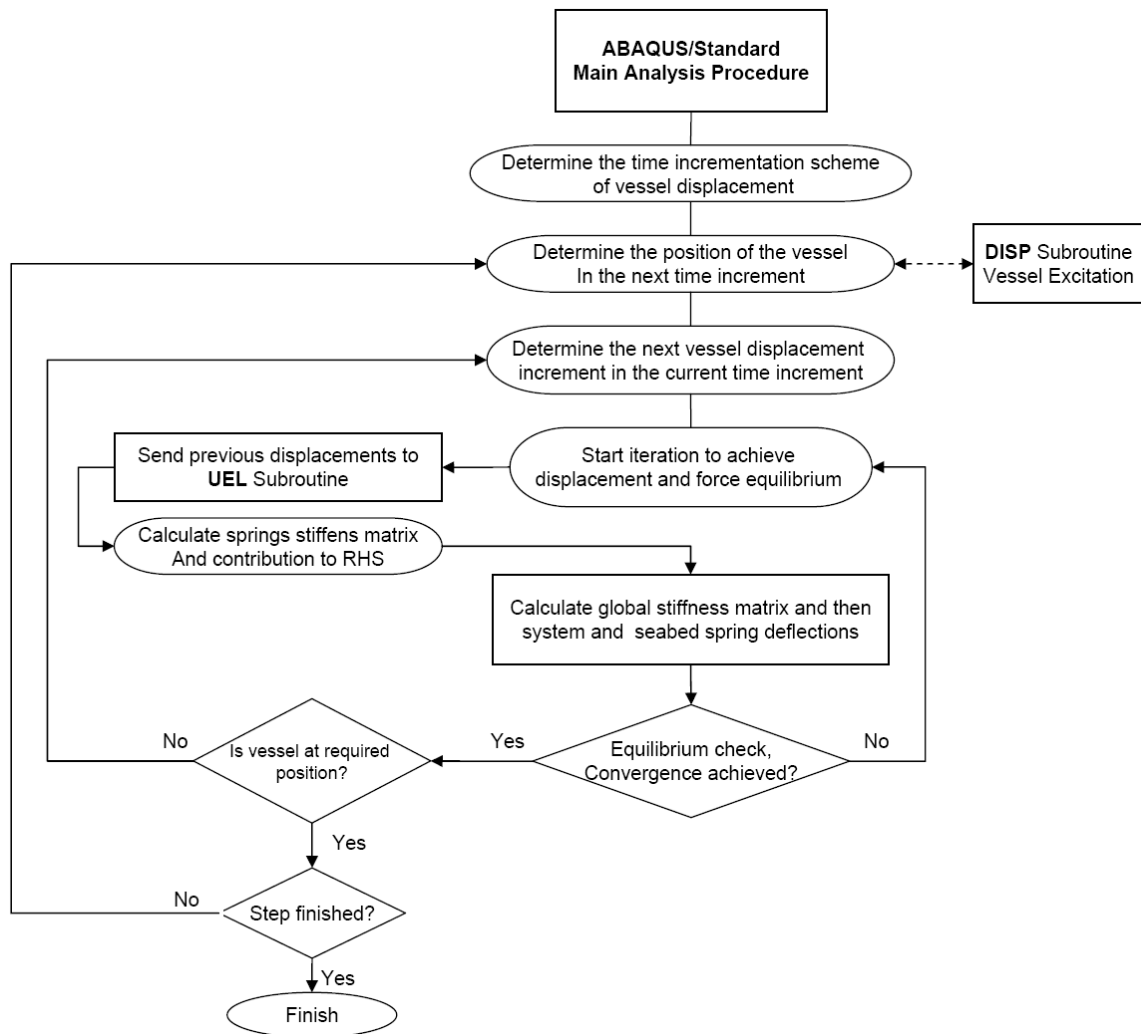 ABAQUS/Standard
Main Analysis Procedure
Determine the time incrementation scheme
of vessel displacement
Determine the position of the vessel
In the next time increment
DISP Subroutine
Vessel Excitation
Determine the next vessel displacement
increment in the current time increment
Send previous displacements to
UEL Subroutine
Start iteration to achieve
displacement and force equilibrium
Calculate springs stiffens matrix
And contribution to RHS
Calculate global stiffness matrix and then
system and seabed spring deflections
No
Is vessel at required
position?
Yes
Equilibrium check,
Convergence achieved?
No
Yes
No
Step finished?
Yes
Finish